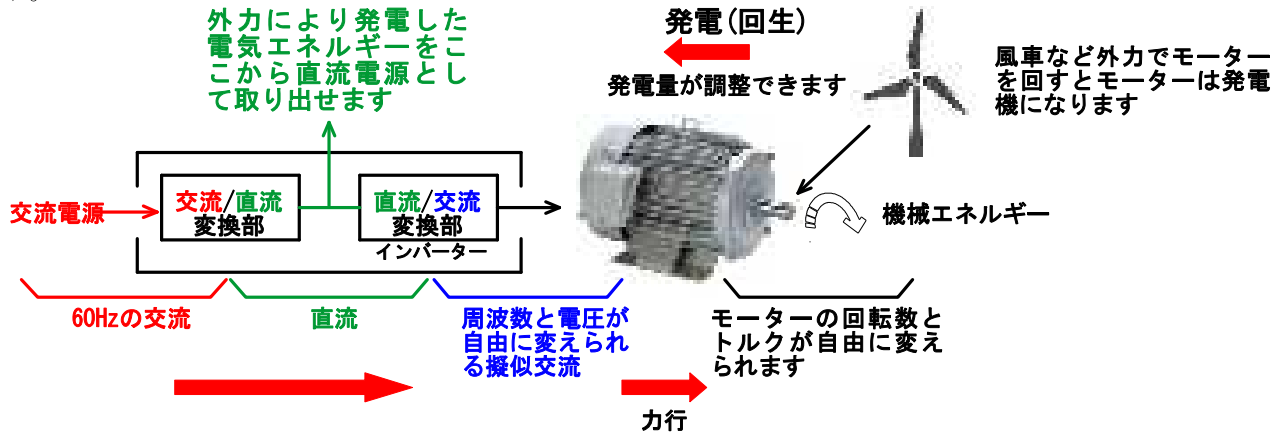 外力により発電した
電気エネルギーをこ
こから直流電源とし
て取り出せます
発電(回生)
発電量が調整できます
風車など外力でモーター
を回すとモーターは発電
機になります
交流電源
交流/直流
変換部
直流/交流
変換部
インバーター
機械エネルギー
60Hzの交流
直流
周波数と電圧が
自由に変えられ
る擬似交流
モーターの回転数と
トルクが自由に変え
られます
力行